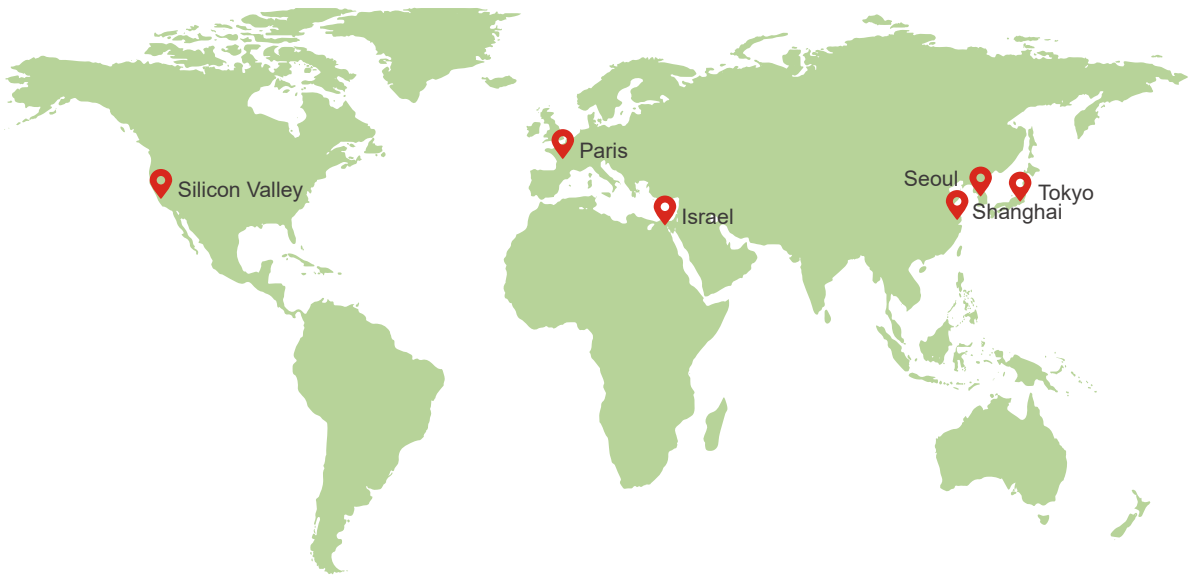 Paris
Seoul
Silicon Valley
Tokyo
Shanghai
Israel